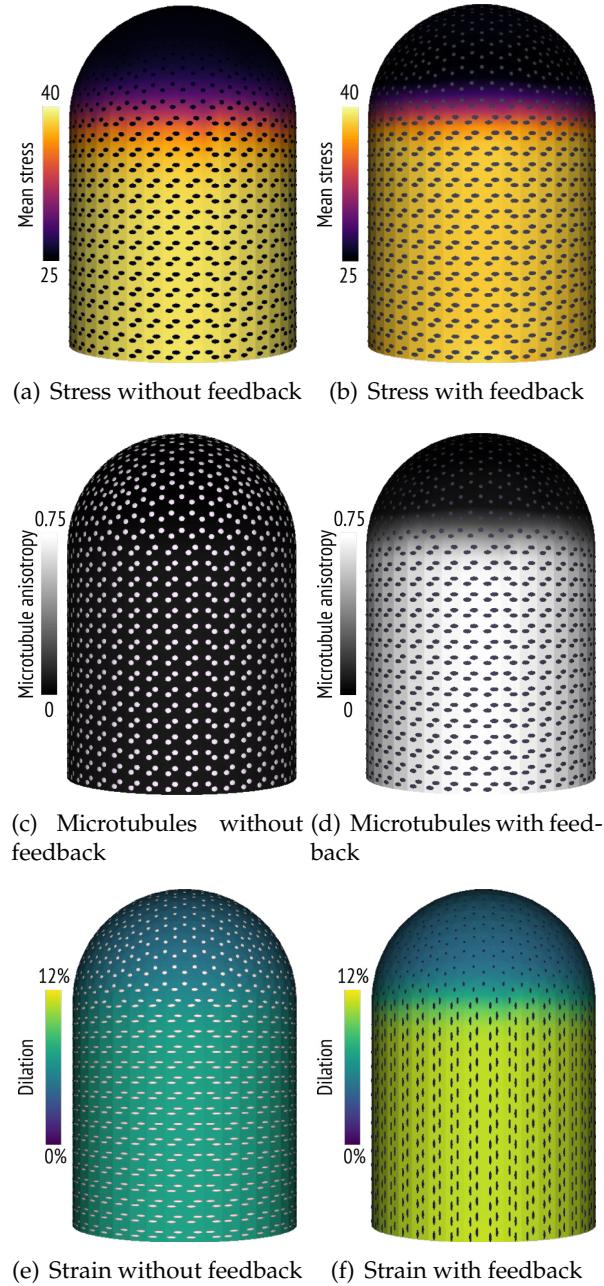 40
Mean stress
25
40
Mean stress
25
(a) Stress without feedback
(b) Stress with feedback
0.75
Microtubule anisotropy
0
0.75
Microtubule anisotropy
0
(c) Microtubules without
feedback
(d) Microtubules with feed-
back
12%
Dilation
0%
12%
Dilation
0%
(e) Strain without feedback
(f) Strain with feedback